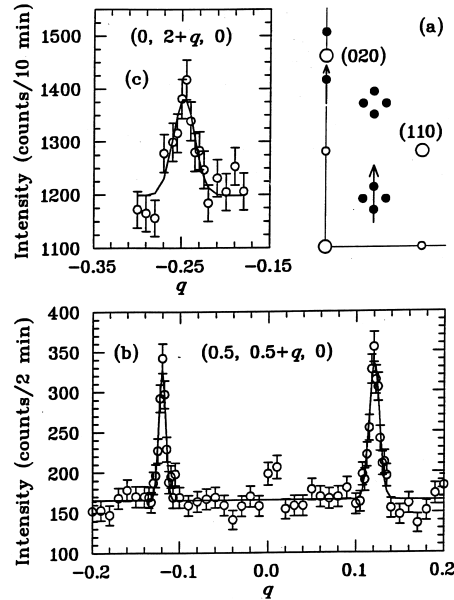 Intensity (counts/10 min)
1500
1400
1300
1200
1100
(0, 2+q, 0)
(c)
-0.35
-0.25
-0.15
q
(a)
(020)
(110)
Intensity (counts/2 min)
400
350
300
250
200
150
100
(b)
(0.5, 0.5+q, 0)
-0.2
-0.1
0.0
0.1
0.2
q